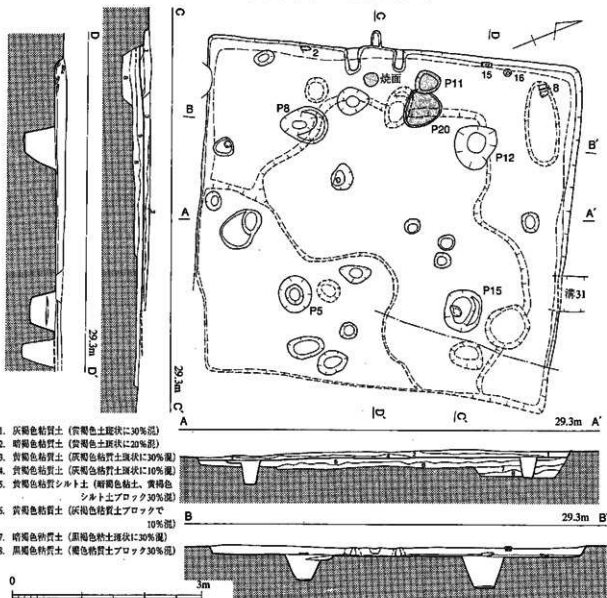 D
C
B
A
29.3m
D'
29.3m
C'
C
C
2
焼面
P11
15
16
8
P8
P20
P12
B'
A'
P5
P15
溝31
D'
C'
29.3m
A
A'
B
29.3m
B'
1. 灰褐色粘質土（黄褐色土斑状に30%混）
2. 暗褐色粘質土（黄褐色土斑状に20%混）
3. 黄褐色粘質土（灰褐色粘質土斑状に30%混）
4. 黄褐色粘質土（灰褐色粘質土斑状に10%混）
5. 黄褐色粘質シルト土（暗褐色粘土、黄褐色
シルト土ブロック30%混）
6. 黄褐色粘質土（灰褐色粘質土ブロックで
10%混）
7. 暗褐色粘質土（黒褐色粘土斑状に30%混）
8. 黒褐色粘質土（褐色粘質土ブロック30%混）
0
3m